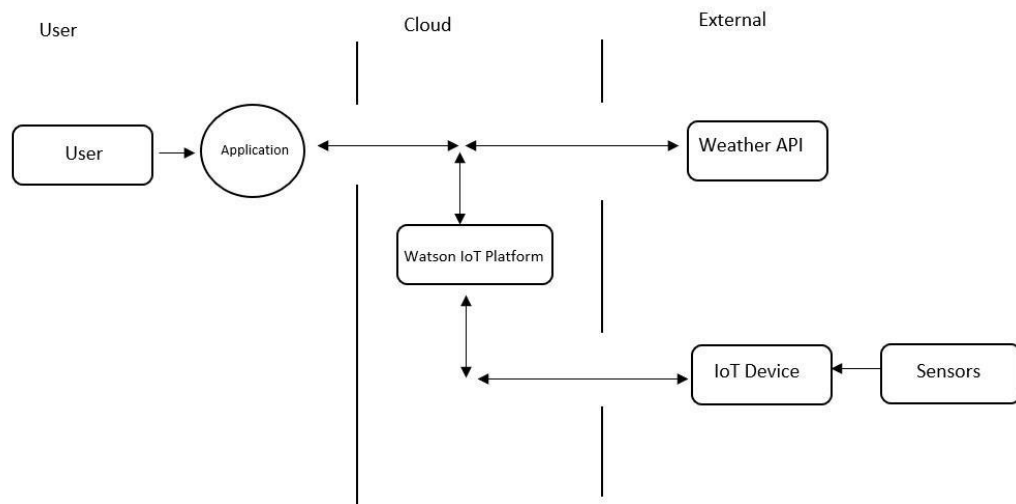 User
Cloud
External
User
Application
Weather API
Watson IoT Platform
IoT Device
Sensors